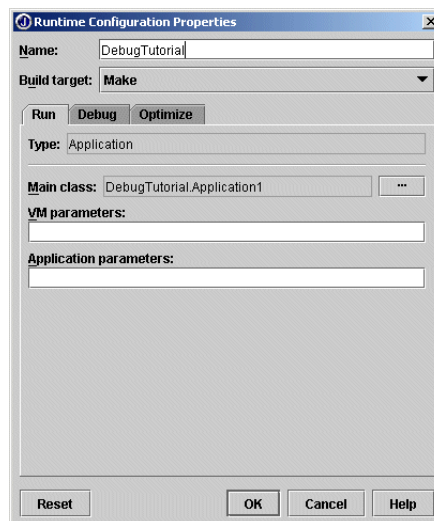 Runtime Configuration Properties
Name: DebugTutorial
Build target: Make
Run Debug Optimize
Type: Application
Main class: DebugTutorial.Application1 ...
VM parameters:
Application parameters:
Reset OK Cancel Help